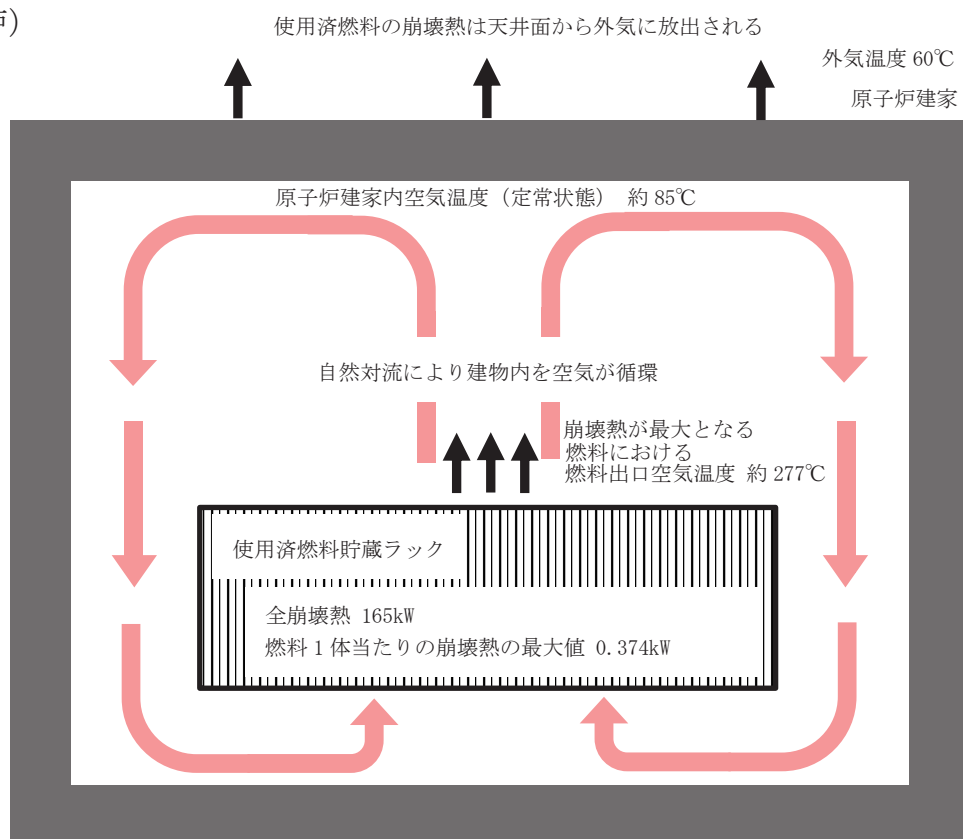 使用済燃料の崩壊熱は天井面から外気に放出される
外気温度 60℃
原子炉建家
原子炉建家内空気温度（定常状態） 約 85℃
自然対流により建物内を空気が循環
崩壊熱が最大となる
燃料における
燃料出口空気温度 約 277℃
使用済燃料貯蔵ラック
全崩壊熱 165kW
燃料 1 体当たりの崩壊熱の最大値 0.374kW